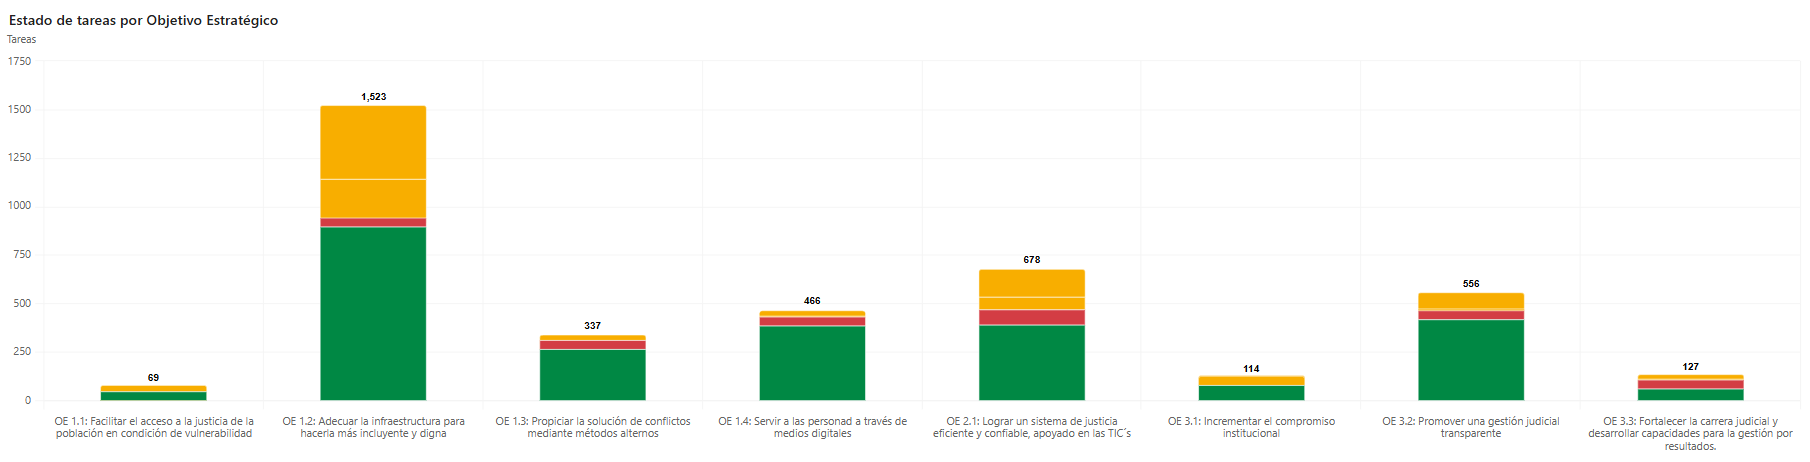 Estado de tareas por Objetivo Estratégico
Tareas
1750
1500
1250
1000
750
500
250
0
69
1,523
337
466
678
114
556
127
OE 1.1: Facilitar el acceso a la justicia de la
población en condición de vulnerabilidad
OE 1.2: Adecuar la infraestructura para
hacerla más incluyente y digna
OE 1.3: Propiciar la solución de conflictos
mediante métodos alternos
OE 1.4: Servir a las personad a través de
medios digitales
OE 2.1: Lograr un sistema de justicia
eficiente y confiable, apoyado en las TIC´s
OE 3.1: Incrementar el compromiso
institucional
OE 3.2: Promover una gestión judicial
transparente
OE 3.3: Fortalecer la carrera judicial y
desarrollar capacidades para la gestión por
resultados.